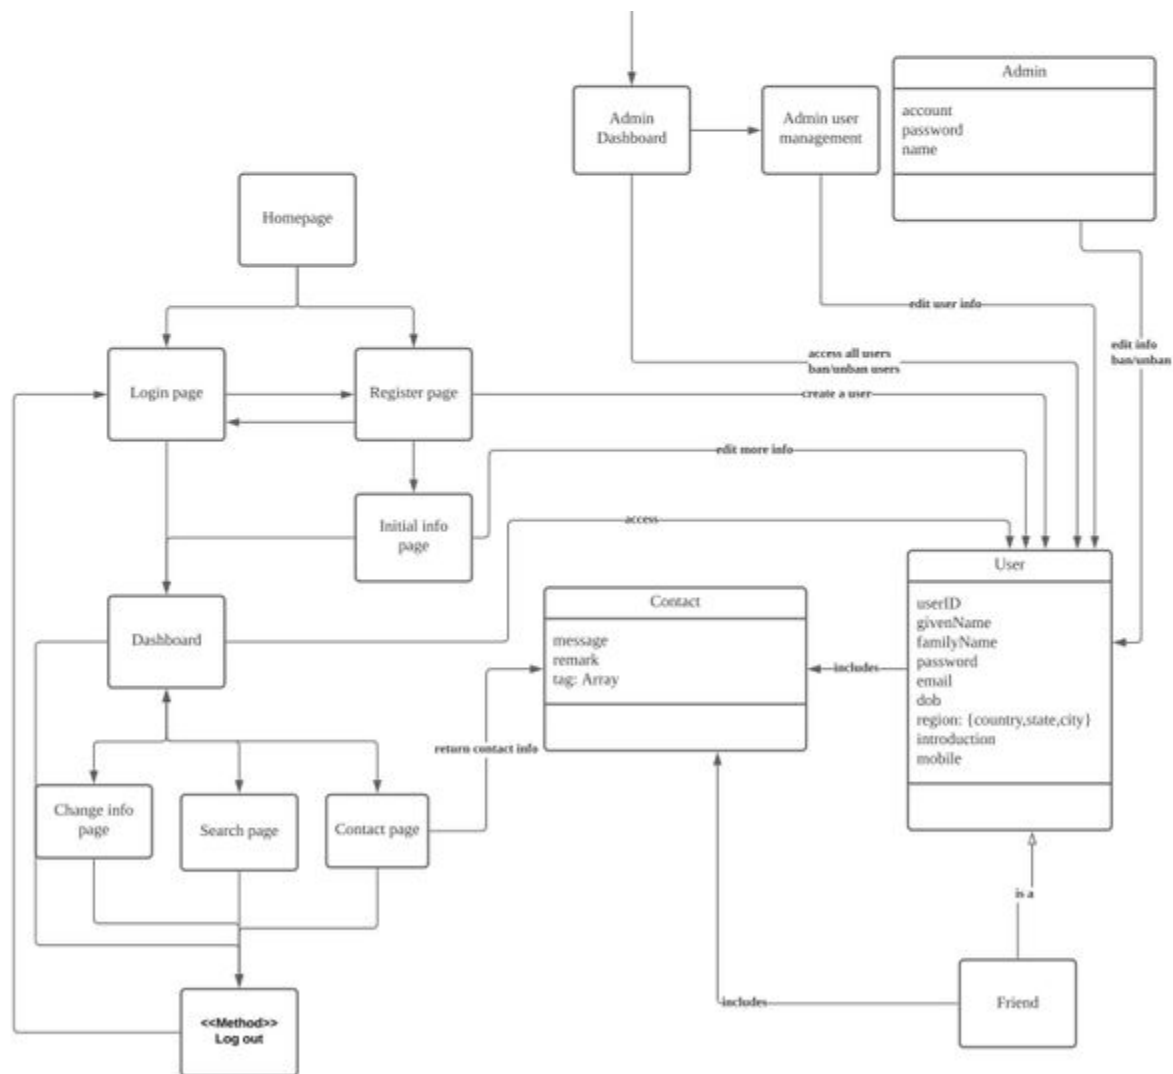 Admin
account
password
name
Admin
Dashboard
Admin user
management
Homepage
edit user info
edit info
ban/unban
access all users
ban/unban users
Login page
Register page
create a user
edit more info
Initial info
page
access
User
userID
givenName
familyName
password
email
dob
region: {country,state,city}
introduction
mobile
Contact
message
remark
tag: Array
includes
Dashboard
return contact info
Change info
page
Search page
Contact page
is a
<<Method>>
Log out
includes
Friend